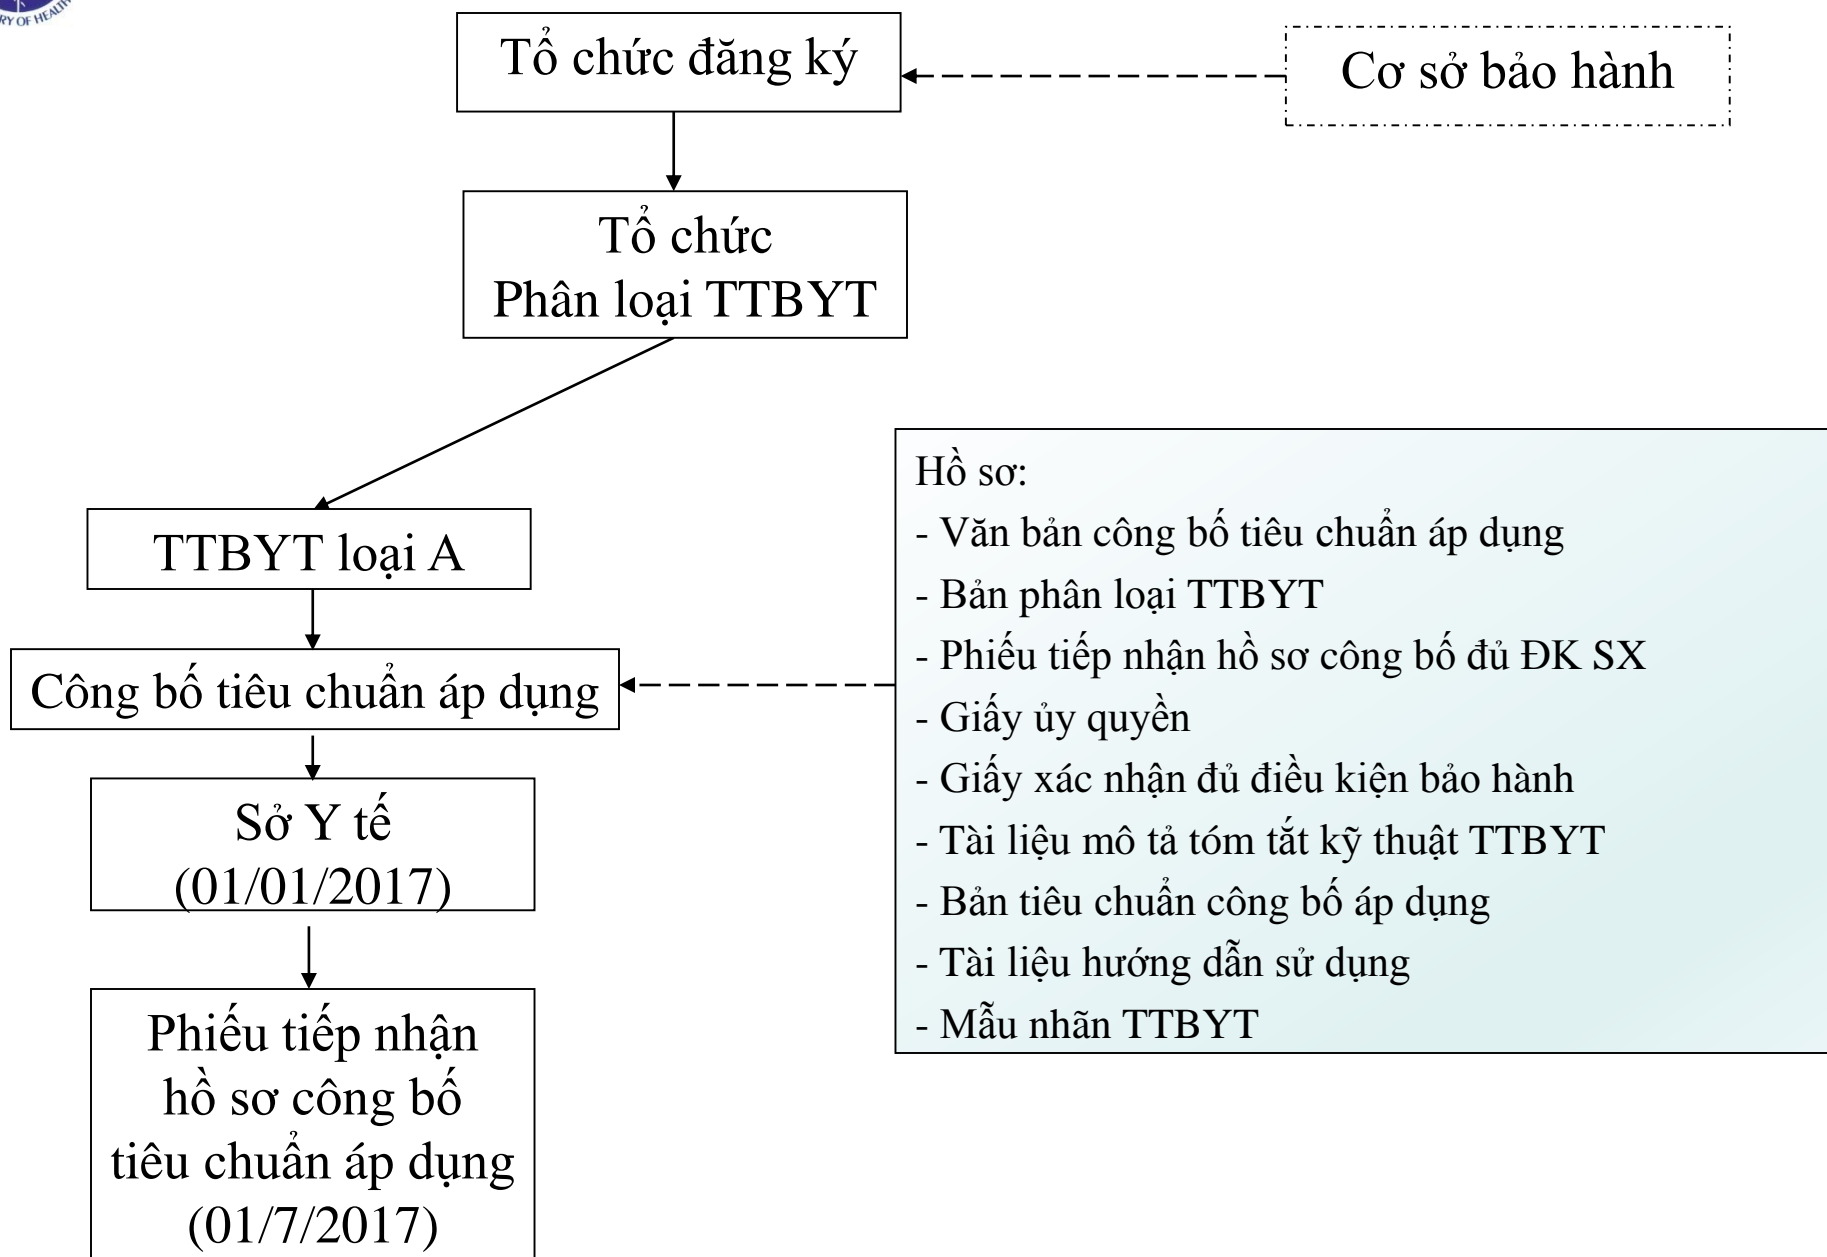 RY OF HEALTH
Tổ chức đăng ký
Cơ sở bảo hành
Tổ chức
Phân loại TTBYT
TTBYT loại A
Công bố tiêu chuẩn áp dụng
Sở Y tế
(01/01/2017)
Phiếu tiếp nhận
hồ sơ công bố
tiêu chuẩn áp dụng
(01/7/2017)
Hồ sơ:
- Văn bản công bố tiêu chuẩn áp dụng
- Bản phân loại TTBYT
- Phiếu tiếp nhận hồ sơ công bố đủ ĐK SX
- Giấy ủy quyền
- Giấy xác nhận đủ điều kiện bảo hành
- Tài liệu mô tả tóm tắt kỹ thuật TTBYT
- Bản tiêu chuẩn công bố áp dụng
- Tài liệu hướng dẫn sử dụng
- Mẫu nhãn TTBYT